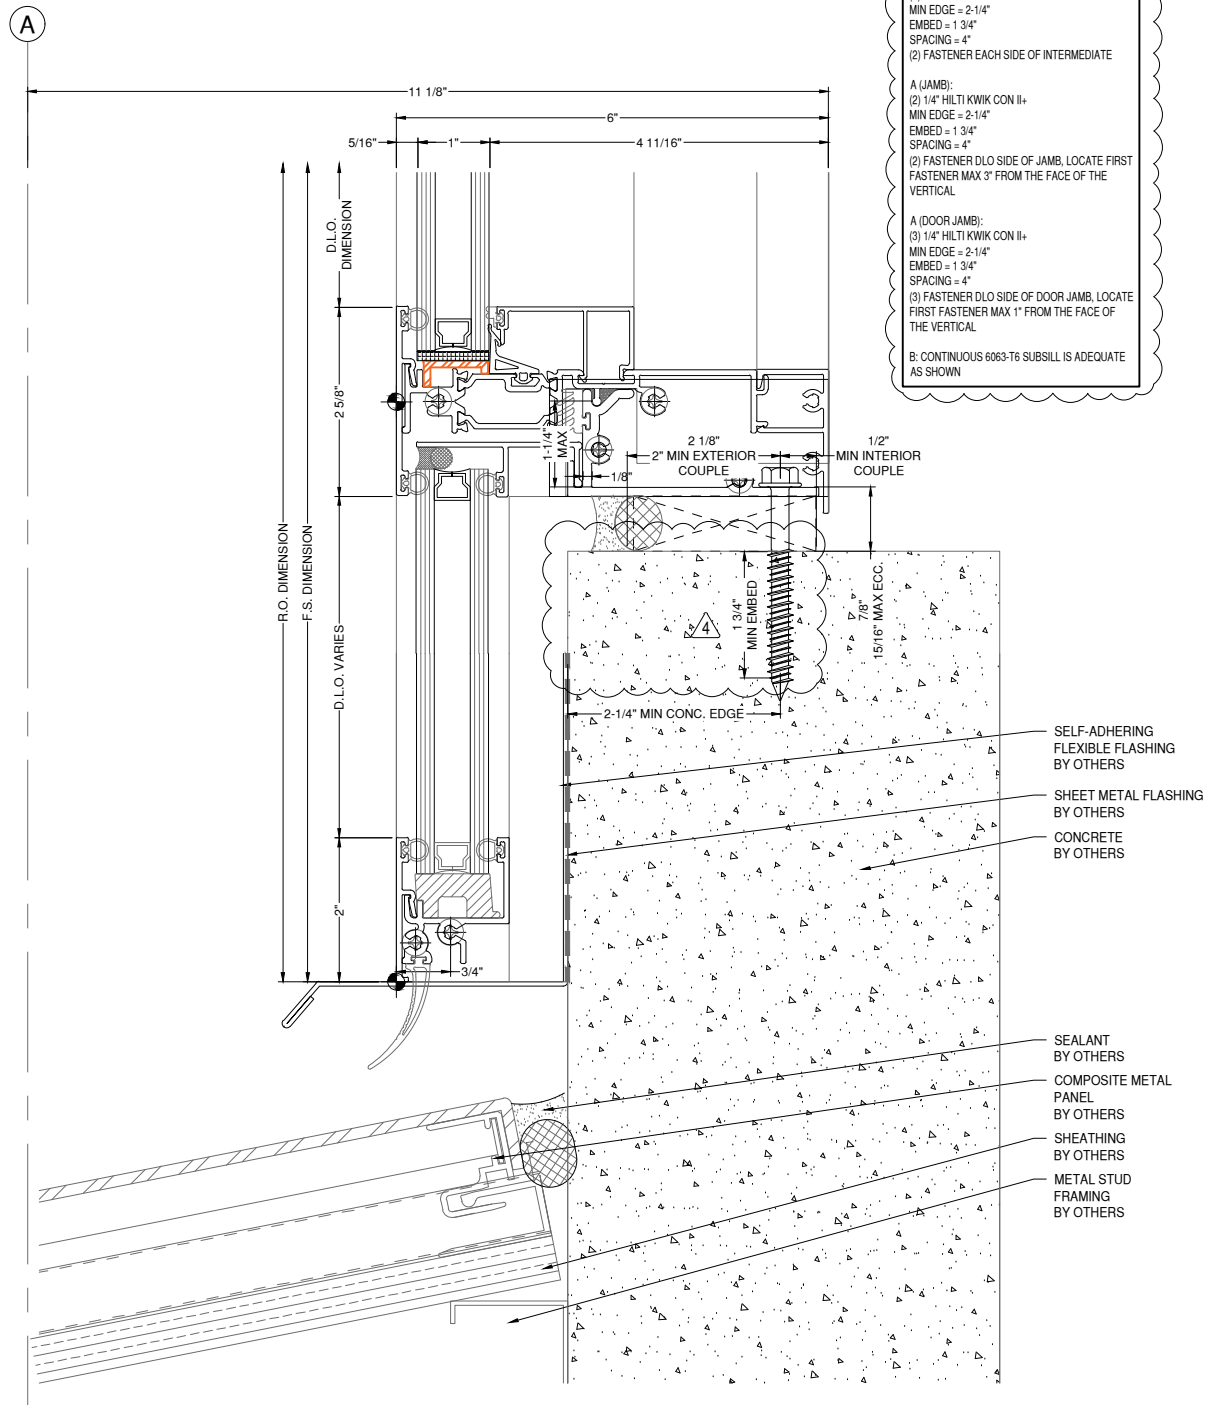 A
MIN EDGE = 2-1/4"
EMBED = 1 3/4"
SPACING = 4"
(2) FASTENER EACH SIDE OF INTERMEDIATE
A (JAMB):
(2) 1/4" HILTI KWIK CON II+
MIN EDGE = 2-1/4"
EMBED = 1 3/4"
SPACING = 4"
(2) FASTENER DLO SIDE OF JAMB, LOCATE FIRST
FASTENER MAX 3" FROM THE FACE OF THE
VERTICAL
A (DOOR JAMB):
(3) 1/4" HILTI KWIK CON II+
MIN EDGE = 2-1/4"
EMBED = 1 3/4"
SPACING = 4"
(3) FASTENER DLO SIDE OF DOOR JAMB, LOCATE
FIRST FASTENER MAX 1" FROM THE FACE OF
THE VERTICAL
B: CONTINUOUS 6063-T6 SUBSILL IS ADEQUATE
AS SHOWN
11 1/8"
6"
5/16"
1"
4 11/16"
D.L.O.
DIMENSION
2 5/8"
R.O. DIMENSION
F.S. DIMENSION
D.L.O. VARIES
2"
3/4"
1-1/4"
MAX
1/8"
2 1/8"
2" MIN EXTERIOR
COUPLE
1/2"
MIN INTERIOR
COUPLE
4
1 3/4"
MIN EMBED
7/8"
15/16" MAX ECC.
2-1/4" MIN CONC. EDGE
SELF-ADHERING
FLEXIBLE FLASHING
BY OTHERS
SHEET METAL FLASHING
BY OTHERS
CONCRETE
BY OTHERS
SEALANT
BY OTHERS
COMPOSITE METAL
PANEL
BY OTHERS
SHEATHING
BY OTHERS
METAL STUD
FRAMING
BY OTHERS